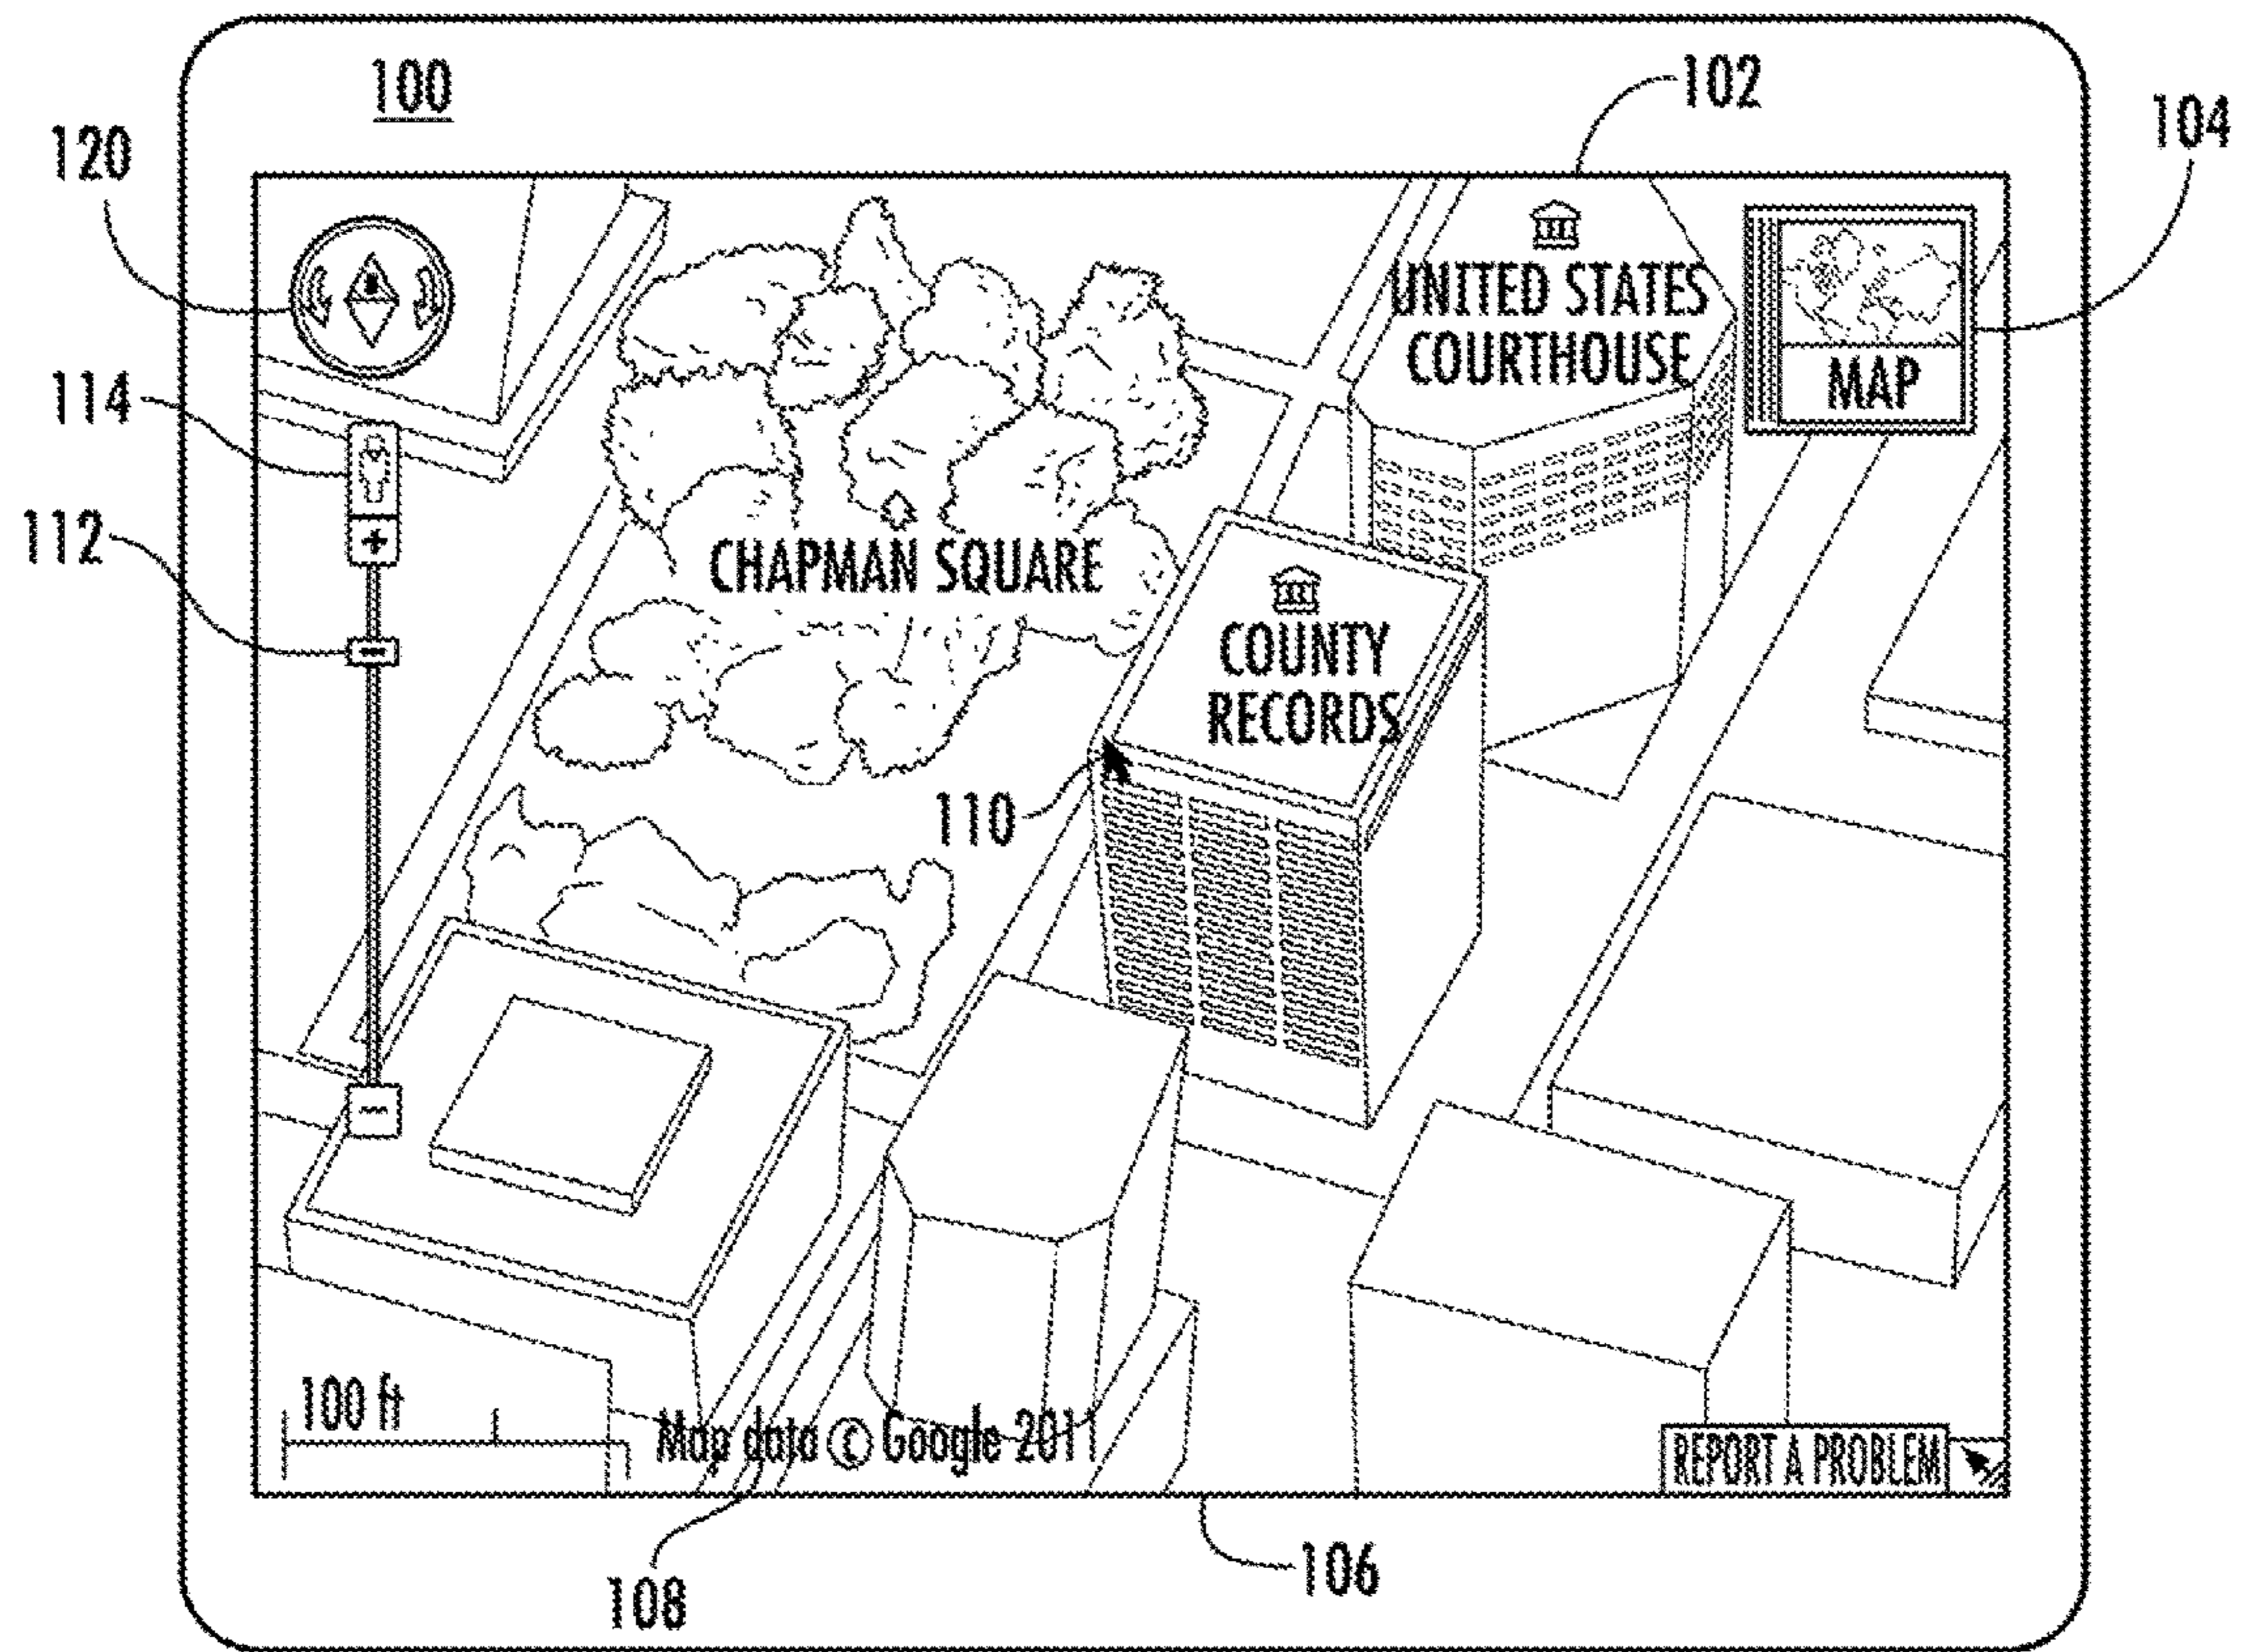 100
102
104
120
UNITED STATES
COURTHOUSE
MAP
114
112
+
CHAPMAN SQUARE
COUNTY
RECORDS
110
100 ft
Map data © Google 2011
REPORT A PROBLEM
106
108